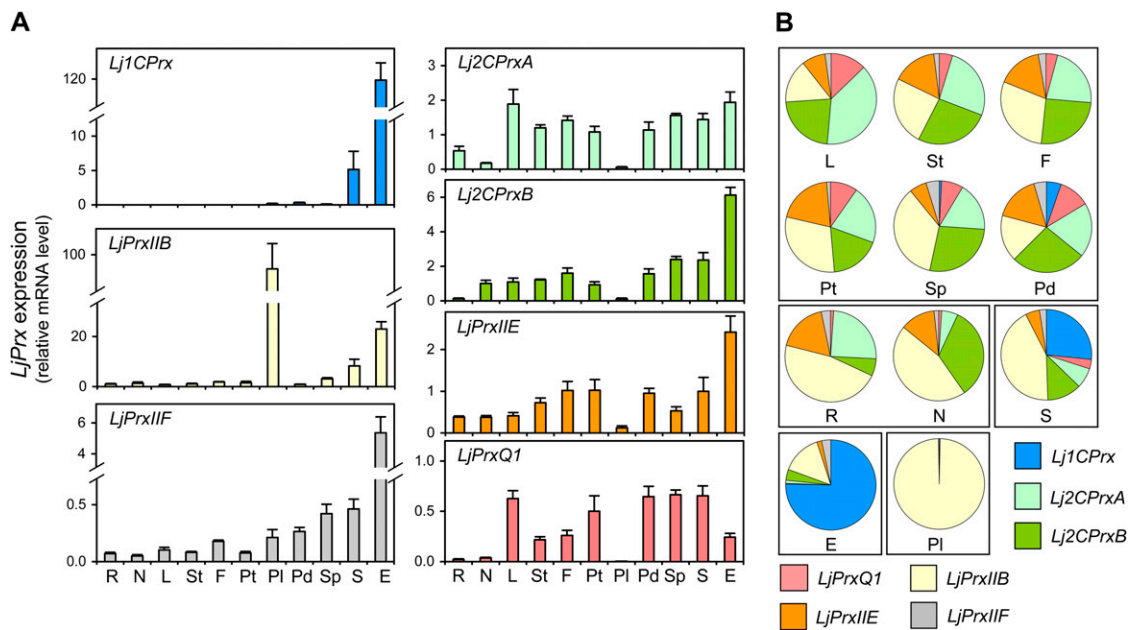 A
B
LjPrx expression
(relative mRNA level)
Lj1CPrx
120
10
5
0
LjPrxIIB
100
20
0
LjPrxIIF
6
4
0.5
0.0
R N L St F Pt Pl Pd Sp S E
Lj2CPrxA
3
2
1
0
Lj2CPrxB
6
4
2
0
LjPrxIIE
2
1
0
LjPrxQ1
1.0
0.5
0.0
R N L St F Pt Pl Pd Sp S E
L St F
Pt Sp Pd
R N S
E Pl
Lj1CPrx
Lj2CPrxA
Lj2CPrxB
LjPrxQ1 LjPrxIIB
LjPrxIIE LjPrxIIF